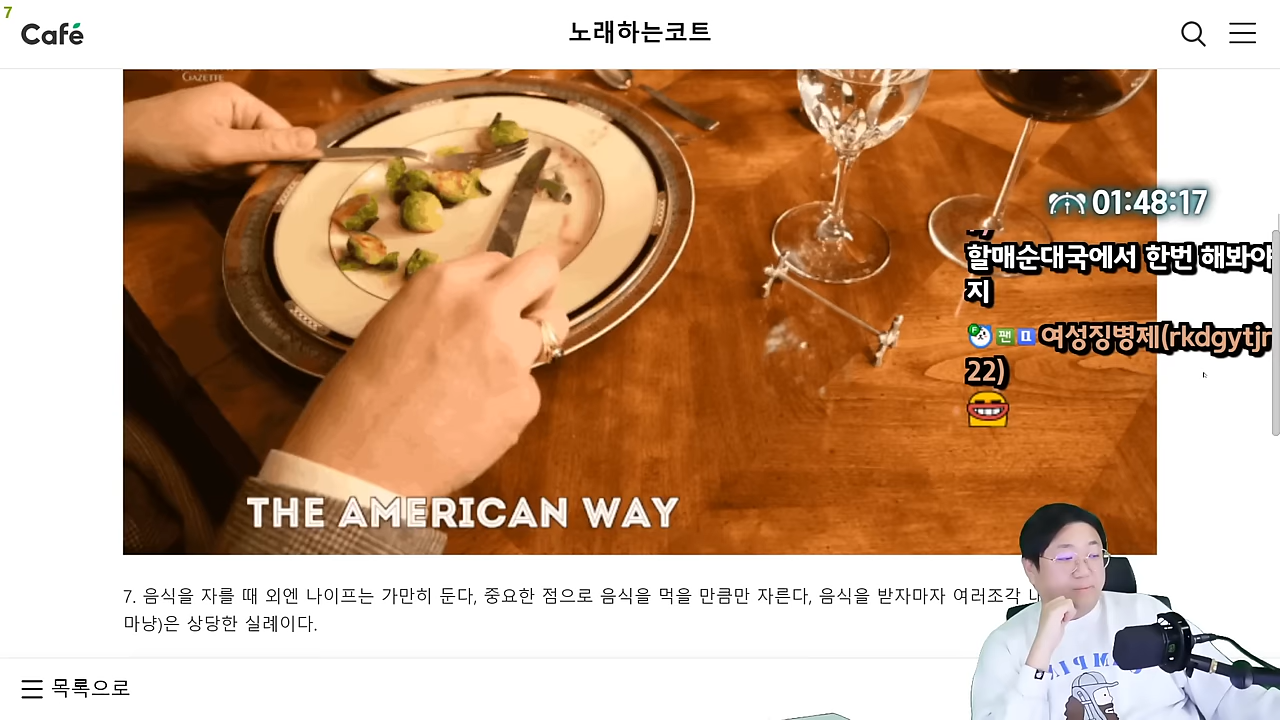 7
Café
노래하는코트
GAZETTE
01:48:17
할매순대국에서 한번 해봐야
지
F 팬 여성징병제(rkdgytjr
22)
THE AMERICAN WAY
7. 음식을 자를 때 외엔 나이프는 가만히 둔다, 중요한 점으로 음식을 먹을 만큼만 자른다, 음식을 받자마자 여러조각
마냥)은 상당한 실례이다.
목록으로